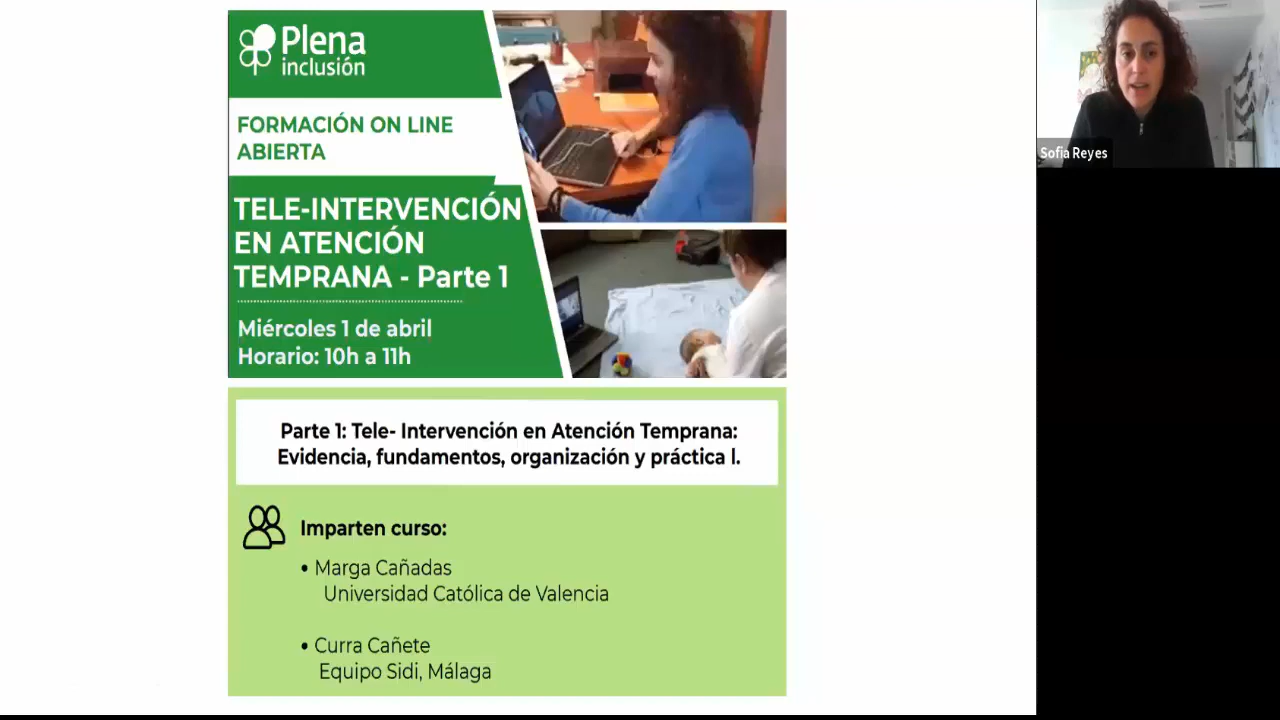 Plena
inclusión
FORMACIÓN ON LINE
ABIERTA
TELE-INTERVENCIÓN
EN ATENCIÓN
TEMPRANA - Parte 1
Miércoles 1 de abril
Horario: 10h a 11h
Parte 1: Tele- Intervención en Atención Temprana:
Evidencia, fundamentos, organización y práctica I.
Imparten curso:
• Marga Cañadas
Universidad Católica de Valencia
• Curra Cañete
Equipo Sidi, Málaga
Sofia Reyes